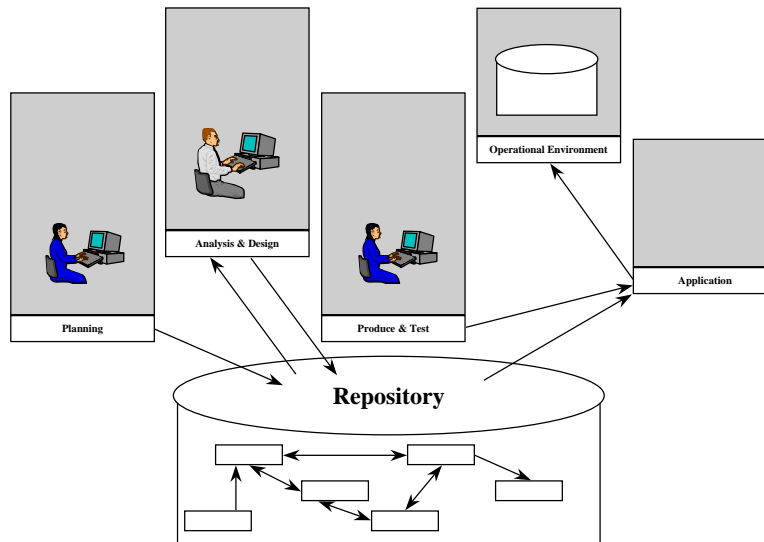 Operational Environment
Analysis & Design
Application
Planning
Produce & Test
Repository